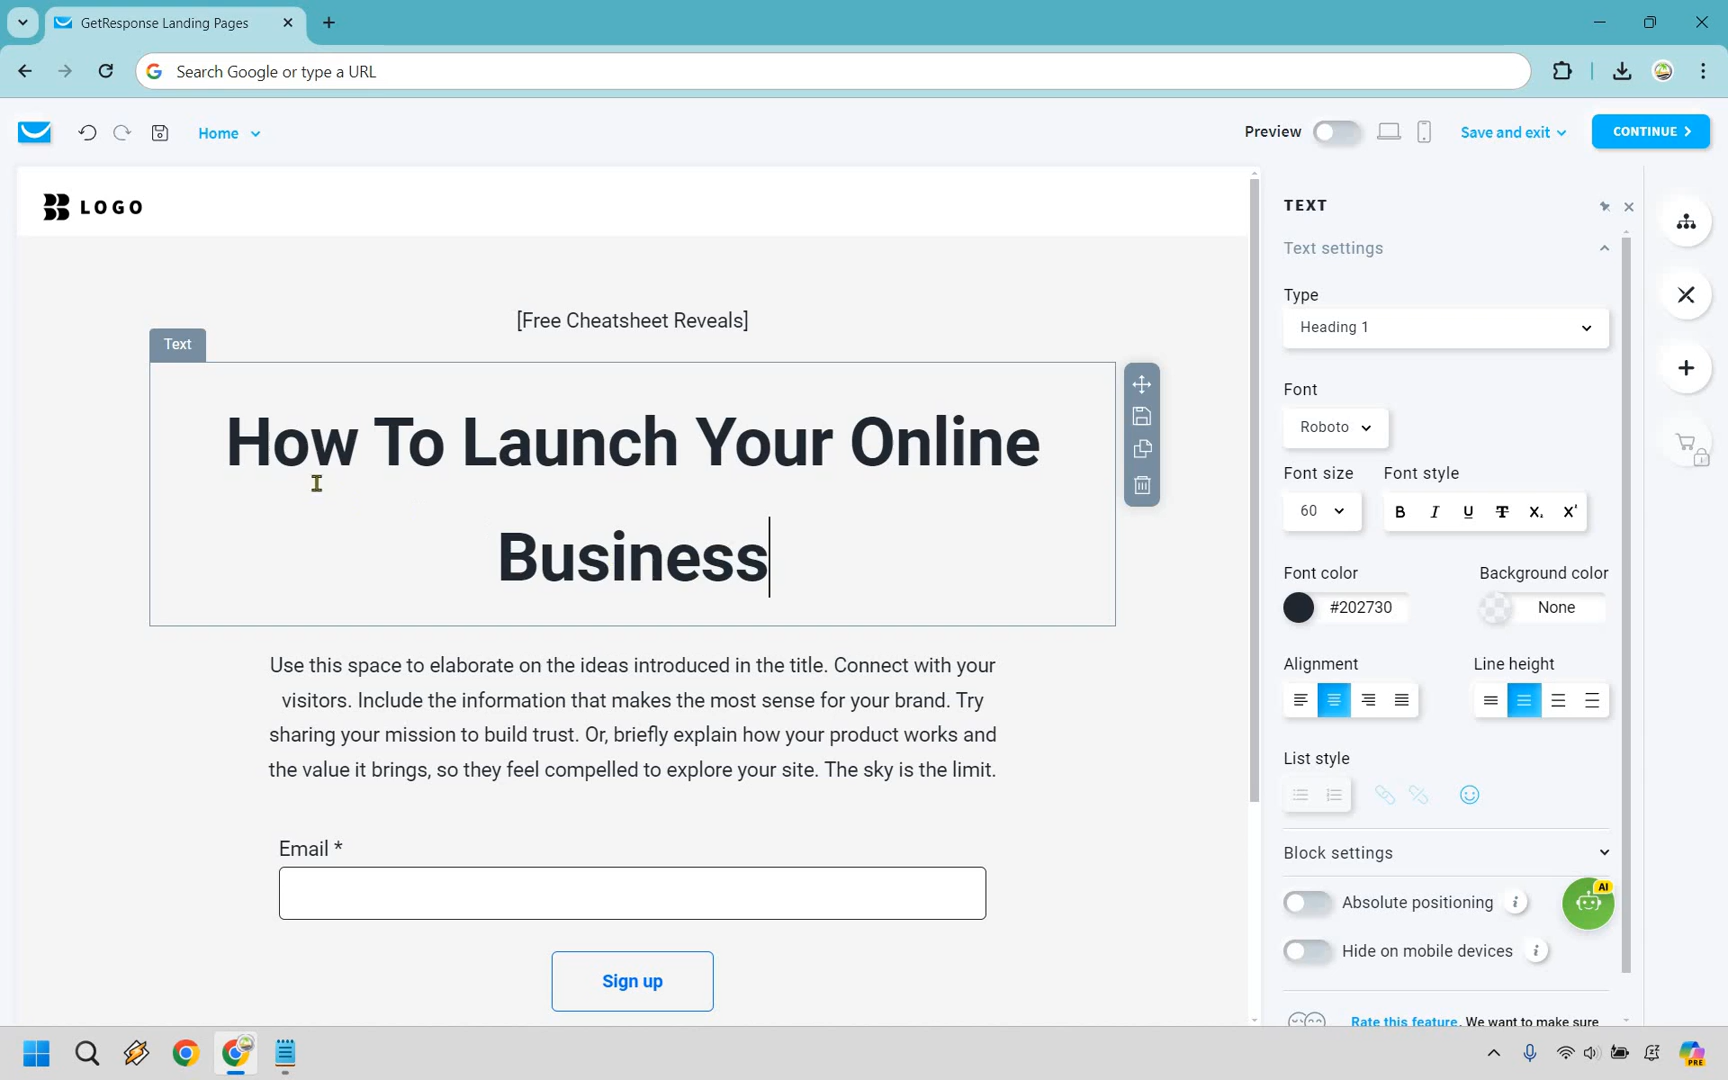 GetResponse Landing Pages
Search Google or type a URL
Home
Preview
Save and exit
CONTINUE
LOGO
TEXT
Text settings
[Free Cheatsheet Reveals]
Text
How To Launch Your Online
Business
Type
Heading 1
Font
Roboto
Font size
Font style
60
B I U T X, X'
Font color
Background color
#202730
None
Alignment
Line height
List style
Use this space to elaborate on the ideas introduced in the title. Connect with your
visitors. Include the information that makes the most sense for your brand. Try
sharing your mission to build trust. Or, briefly explain how your product works and
the value it brings, so they feel compelled to explore your site. The sky is the limit.
Email *
Sign up
Block settings
AI
Absolute positioning
i
Hide on mobile devices
i
Rate this feature. We want to make sure
PRE